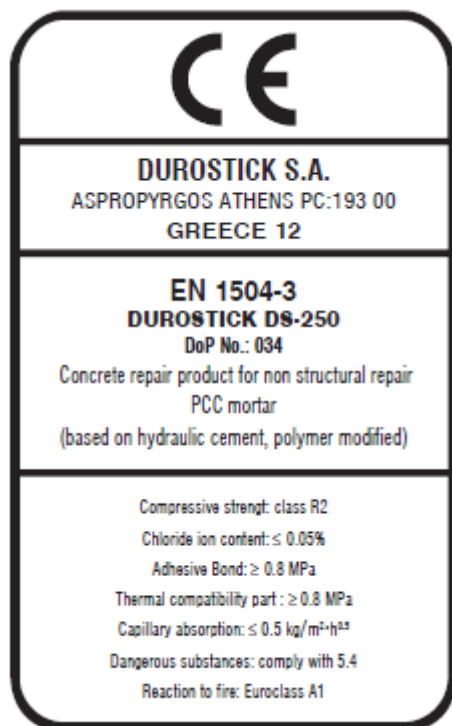 CE
DUROSTICK S.A.
ASPROPYRGOS ATHENS PC:193 00
GREECE 12
EN 1504-3
DUROSTICK DS-250
DoP No.: 034
Concrete repair product for non structural repair
PCC mortar
(based on hydraulic cement, polymer modified)
Compressive strengt: class R2
Chloride ion content: ≤ 0.05%
Adhesive Bond: ≥ 0.8 MPa
Thermal compatibility part : ≥ 0.8 MPa
Capillary absorption: ≤ 0.5 kg/m²·h⁰·⁵
Dangerous substances: comply with 5.4
Reaction to fire: Euroclass A1